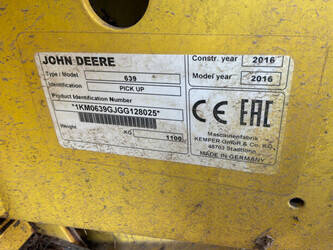 JOHN DEERE
Constr. year 2016
Type / Model 639
Model year 2016
Identification PICK UP
Product Identification Number
*1KM0639GJGG128025*
CE EAC
Weight KG 1100
Maschinenfabrik
KEMPER GmbH & Co. KG
48703 Stadtlohn
MADE IN GERMANY